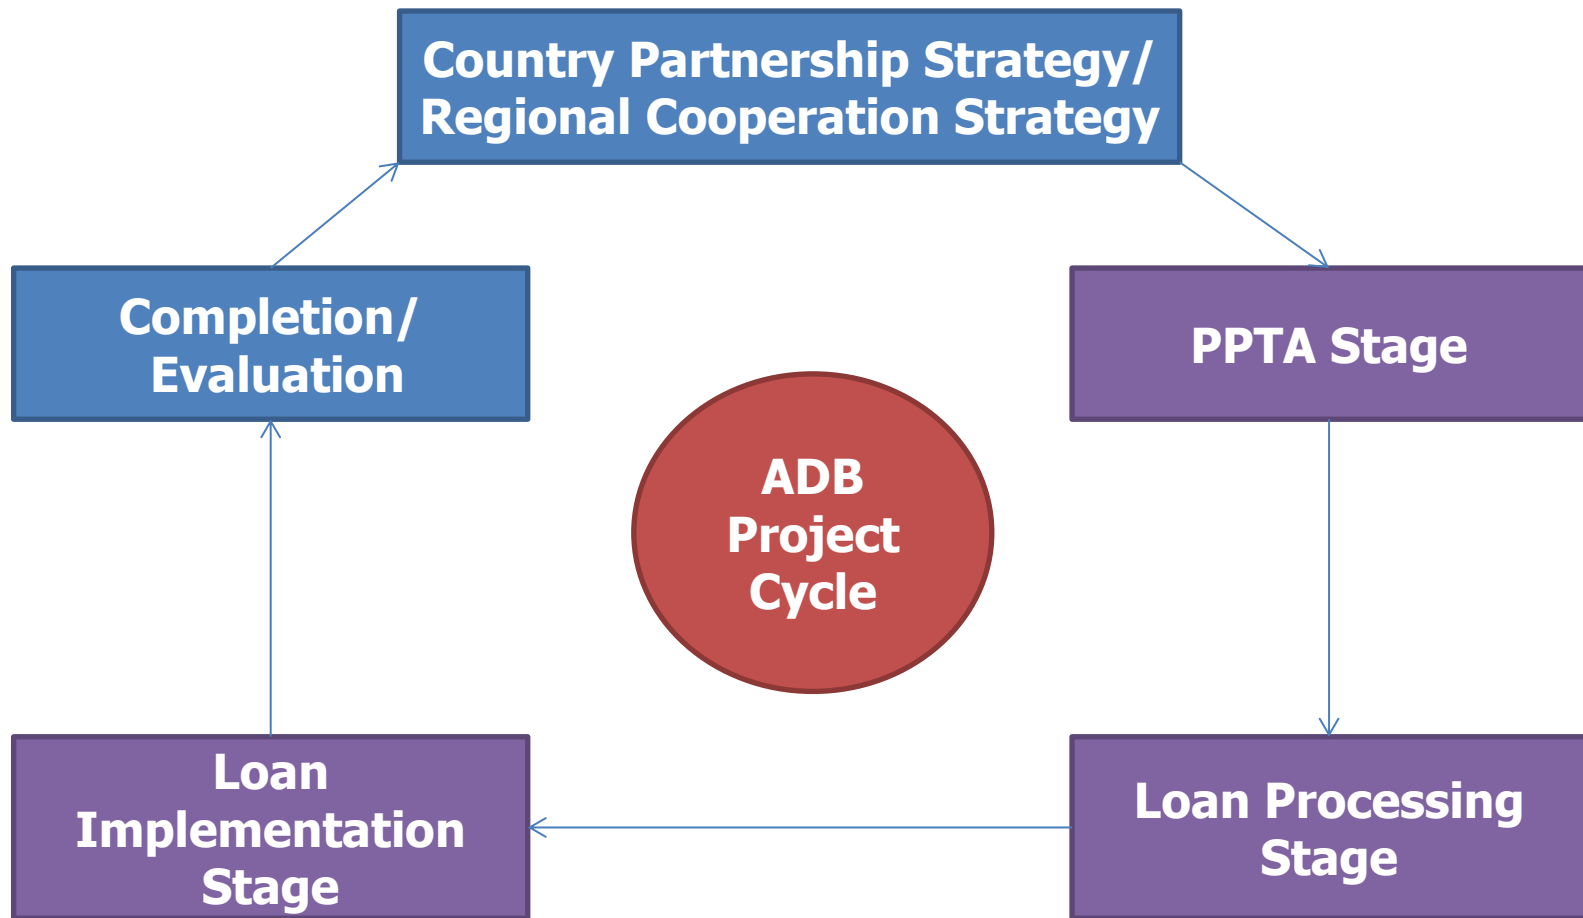 Country Partnership Strategy/
Regional Cooperation Strategy
Completion/
Evaluation
PPTA Stage
ADB
Project
Cycle
Loan
Implementation
Stage
Loan Processing
Stage